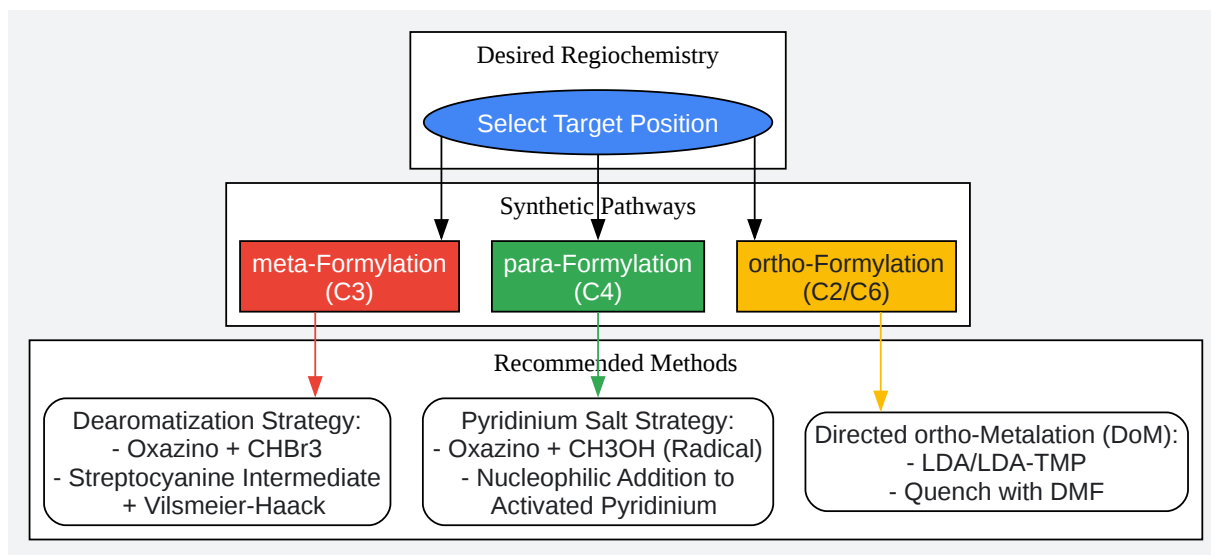 Desired Regiochemistry
Select Target Position
Synthetic Pathways
meta-Formylation
(C3)
para-Formylation
(C4)
ortho-Formylation
(C2/C6)
Recommended Methods
Dearomatization Strategy:
- Oxazino + CHBr3
- Streptocyanine Intermediate
+ Vilsmeier-Haack
Pyridinium Salt Strategy:
- Oxazino + CH3OH (Radical)
- Nucleophilic Addition to
Activated Pyridinium
Directed ortho-Metalation (DoM):
- LDA/LDA-TMP
- Quench with DMF